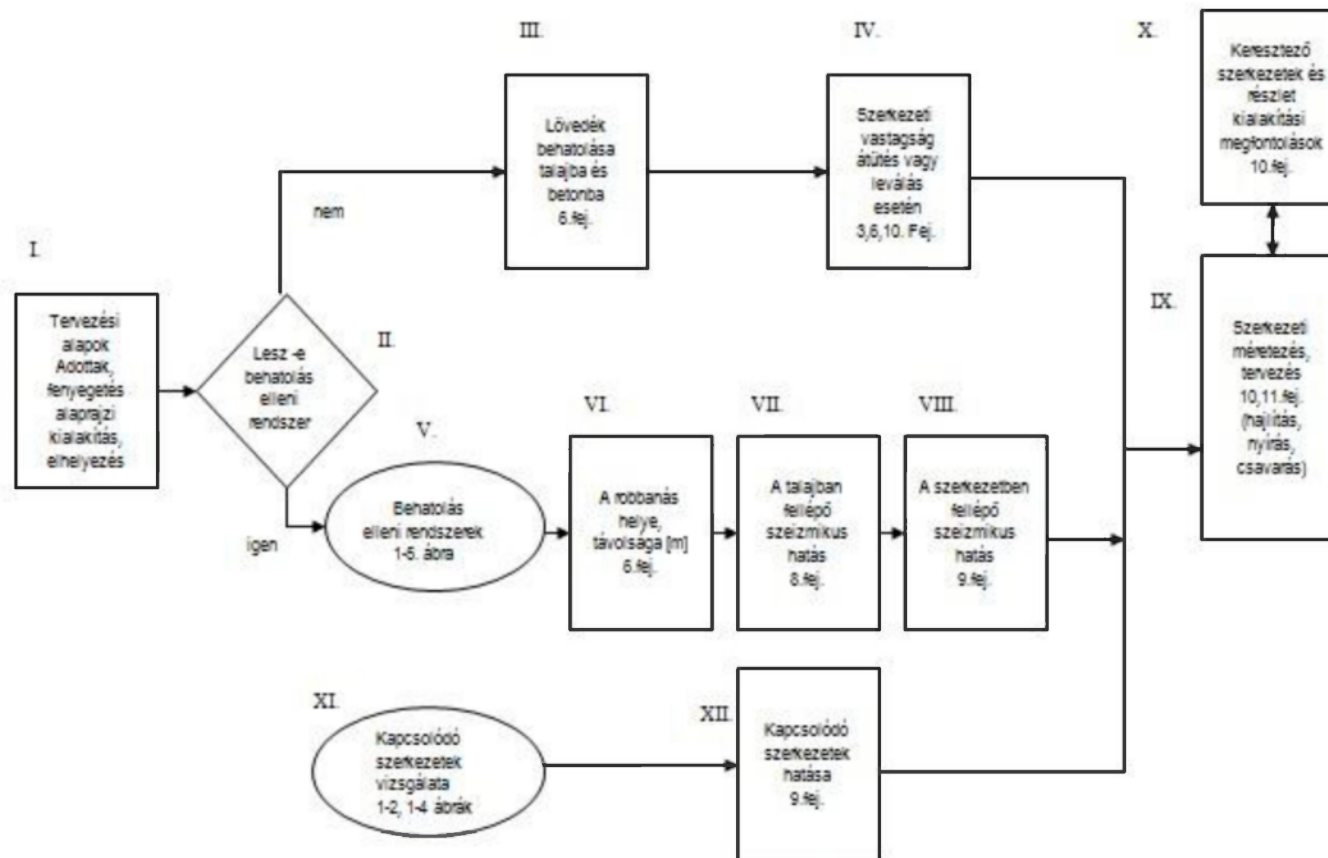 I.
Tervezési
alapok
Adottak,
fenyegetés
alaprajzi
kialakítás,
elhelyezés
II.
Lesz -e
behatolás
elleni
rendszer
nem
igen
III.
Lövedék
behatolása
talajba és
betonba
6.fej.
IV.
Szerkezeti
vastagság
átütés vagy
leválás
esetén
3,6,10. Fej.
V.
Behatolás
elleni rendszerek
1-5. ábra
VI.
A robbanás
helye,
távolsága [m]
6.fej.
VII.
A talajban
fellépő
szeizmikus
hatás
8.fej.
VIII.
A szerkezetben
fellépő
szeizmikus
hatás
9.fej.
IX.
Szerkezeti
méretezés,
tervezés
10,11.fej.
(hajlítás,
nyírás,
csavarás)
X.
Keresztező
szerkezetek és
részlet
kialakítási
megfontolások
10.fej.
XI.
Kapcsolódó
szerkezetek
vizsgálata
1-2, 1-4 ábrák
XII.
Kapcsolódó
szerkezetek
hatása
9.fej.